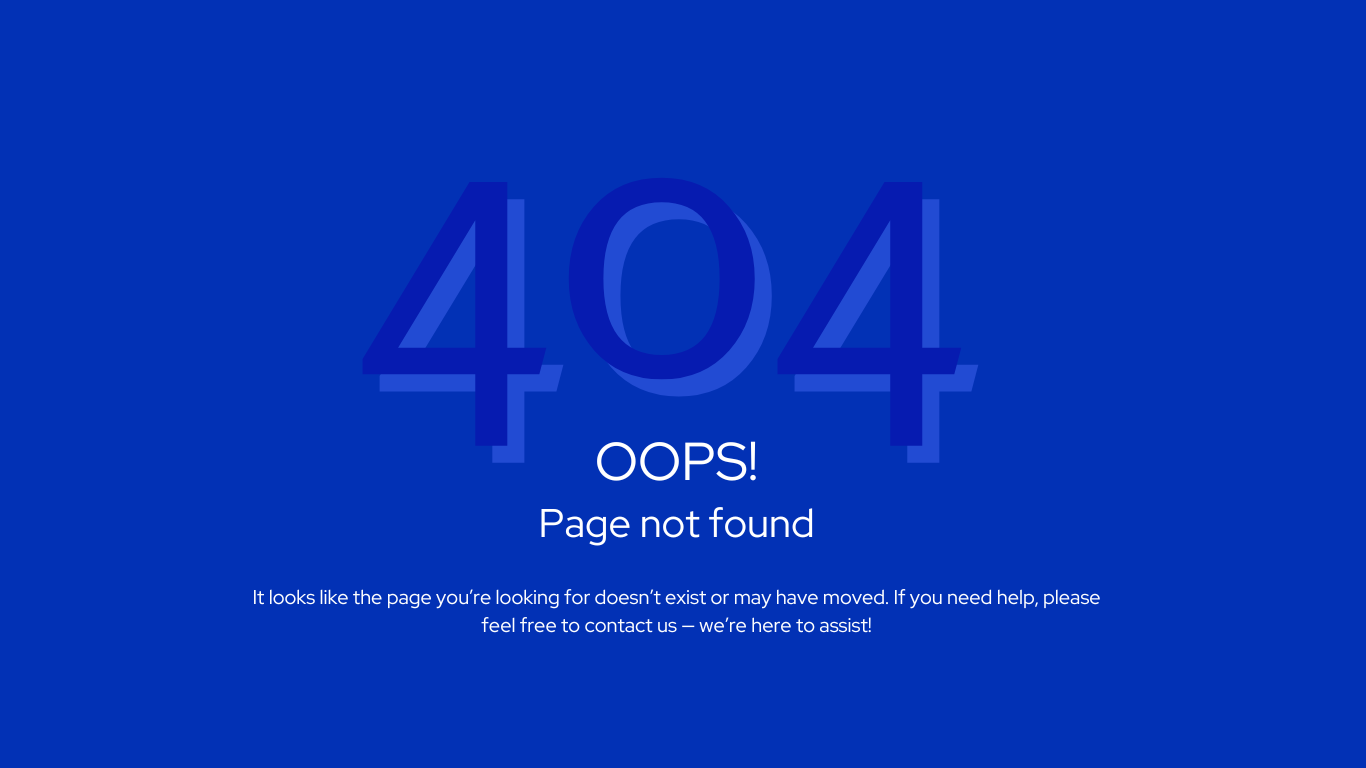 404
OOPS!
Page not found
It looks like the page you’re looking for doesn’t exist or may have moved. If you need help, please
feel free to contact us — we’re here to assist!